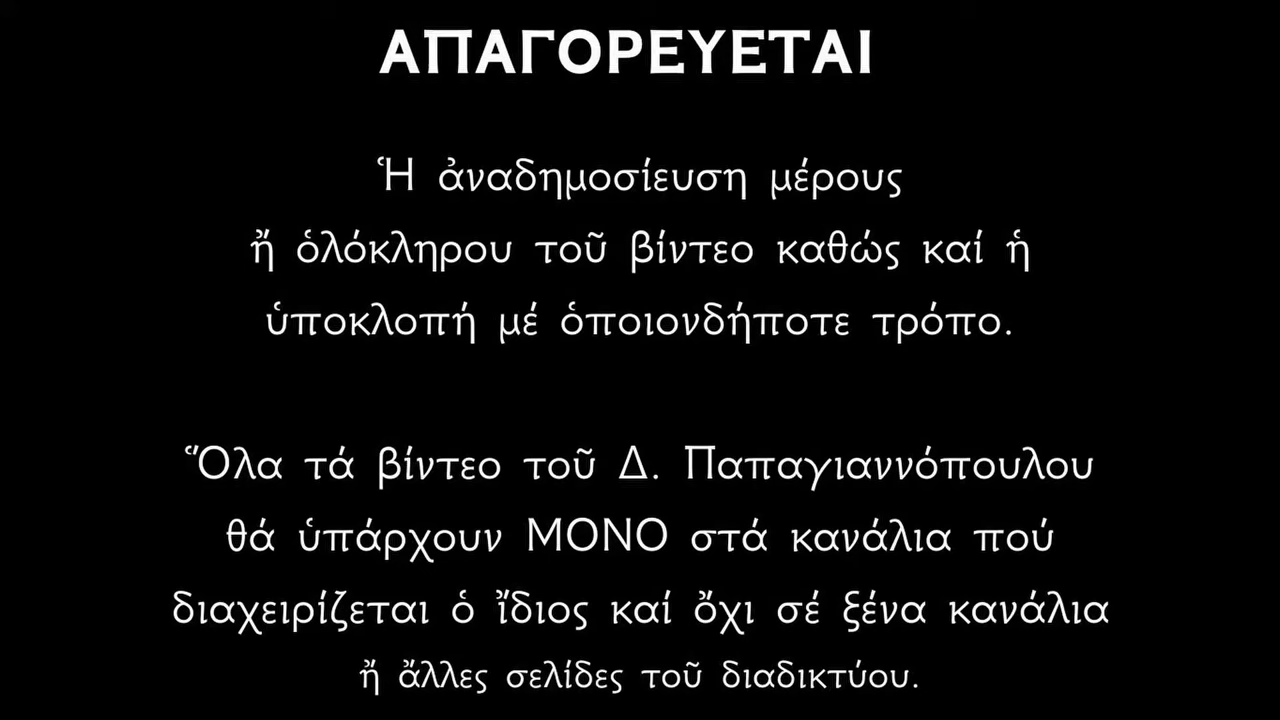 ΑΠΑΓΟΡΕΥΕΤΑΙ
Ἡ ἀναδημοσίευση μέρους
ἤ ὁλόκληρου τοῦ βίντεο καθώς καί ἡ
ὑποκλοπή μέ ὁποιονδήποτε τρόπο.
Ὅλα τά βίντεο τοῦ Δ. Παπαγιαννόπουλου
θά ὑπάρχουν ΜΟΝΟ στά κανάλια πού
διαχειρίζεται ὁ ἴδιος καί ὄχι σέ ξένα κανάλια
ἤ ἄλλες σελίδες τοῦ διαδικτύου.